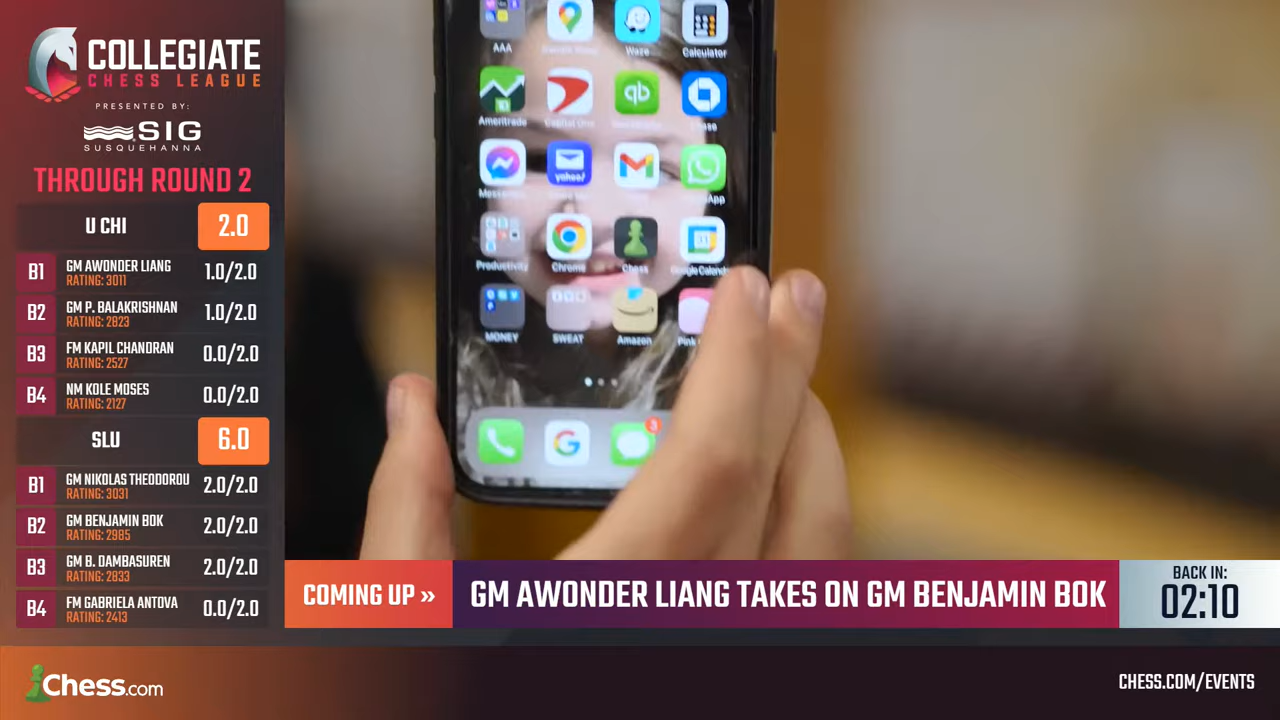 COLLEGIATE
CHESS LEAGUE
PRESENTED BY:
SIG
SUSQUEHANNA
THROUGH ROUND 2
U CHI 2.0
B1 GM AWONDER LIANG 1.0/2.0
RATING: 3011
B2 GM P. BALAKRISHNAN 1.0/2.0
RATING: 2823
B3 FM KAPIL CHANDRAN 0.0/2.0
RATING: 2527
B4 NM KOLE MOSES 0.0/2.0
RATING: 2127
SLU 6.0
B1 GM NIKOLAS THEODOROU 2.0/2.0
RATING: 3031
B2 GM BENJAMIN BOK 2.0/2.0
RATING: 2985
B3 GM B. DAMBASUREN 2.0/2.0
RATING: 2833
B4 FM GABRIELA ANTOVA 0.0/2.0
RATING: 2413
AAA Waze Calculator
Ameritrade Capital One qb Chase
yahoo!
Productivity Chrome Chess
31
MONEY SWEAT Amazon Pink
3
COMING UP » GM AWONDER LIANG TAKES ON GM BENJAMIN BOK
BACK IN:
02:10
Chess.com
CHESS.COM/EVENTS